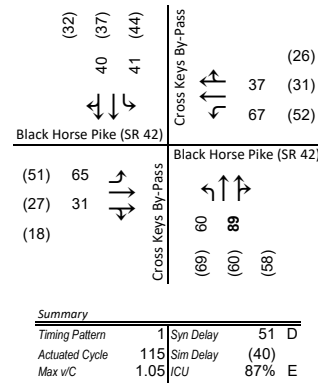 (32) (37) (44)
40 41
Cross Keys By-Pass
(26)
37 (31)
67 (52)
Black Horse Pike (SR 42)
Black Horse Pike (SR 42)
(51) 65
(27) 31
(18)
Cross Keys By-Pass
60 89
(69) (60) (58)
Summary
Timing Pattern 1 Syn Delay 51 D
Actuated Cycle 115 Sim Delay (40)
Max v/C 1.05 ICU 87% E